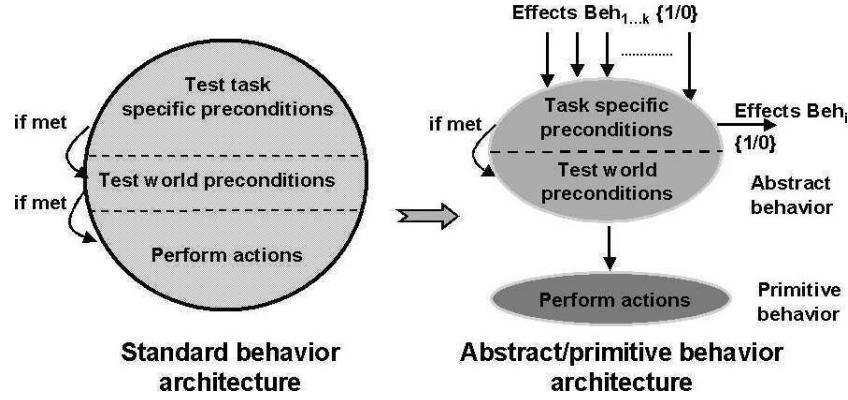 Test task
specific preconditions
if met
Test world preconditions
if met
Perform actions
Standard behavior
architecture
Effects Beh1...k {1/0}
Task specific
preconditions
if met
Test world
preconditions
Effects Behi
{1/0}
Abstract
behavior
Perform actions
Primitive
behavior
Abstract/primitive behavior
architecture